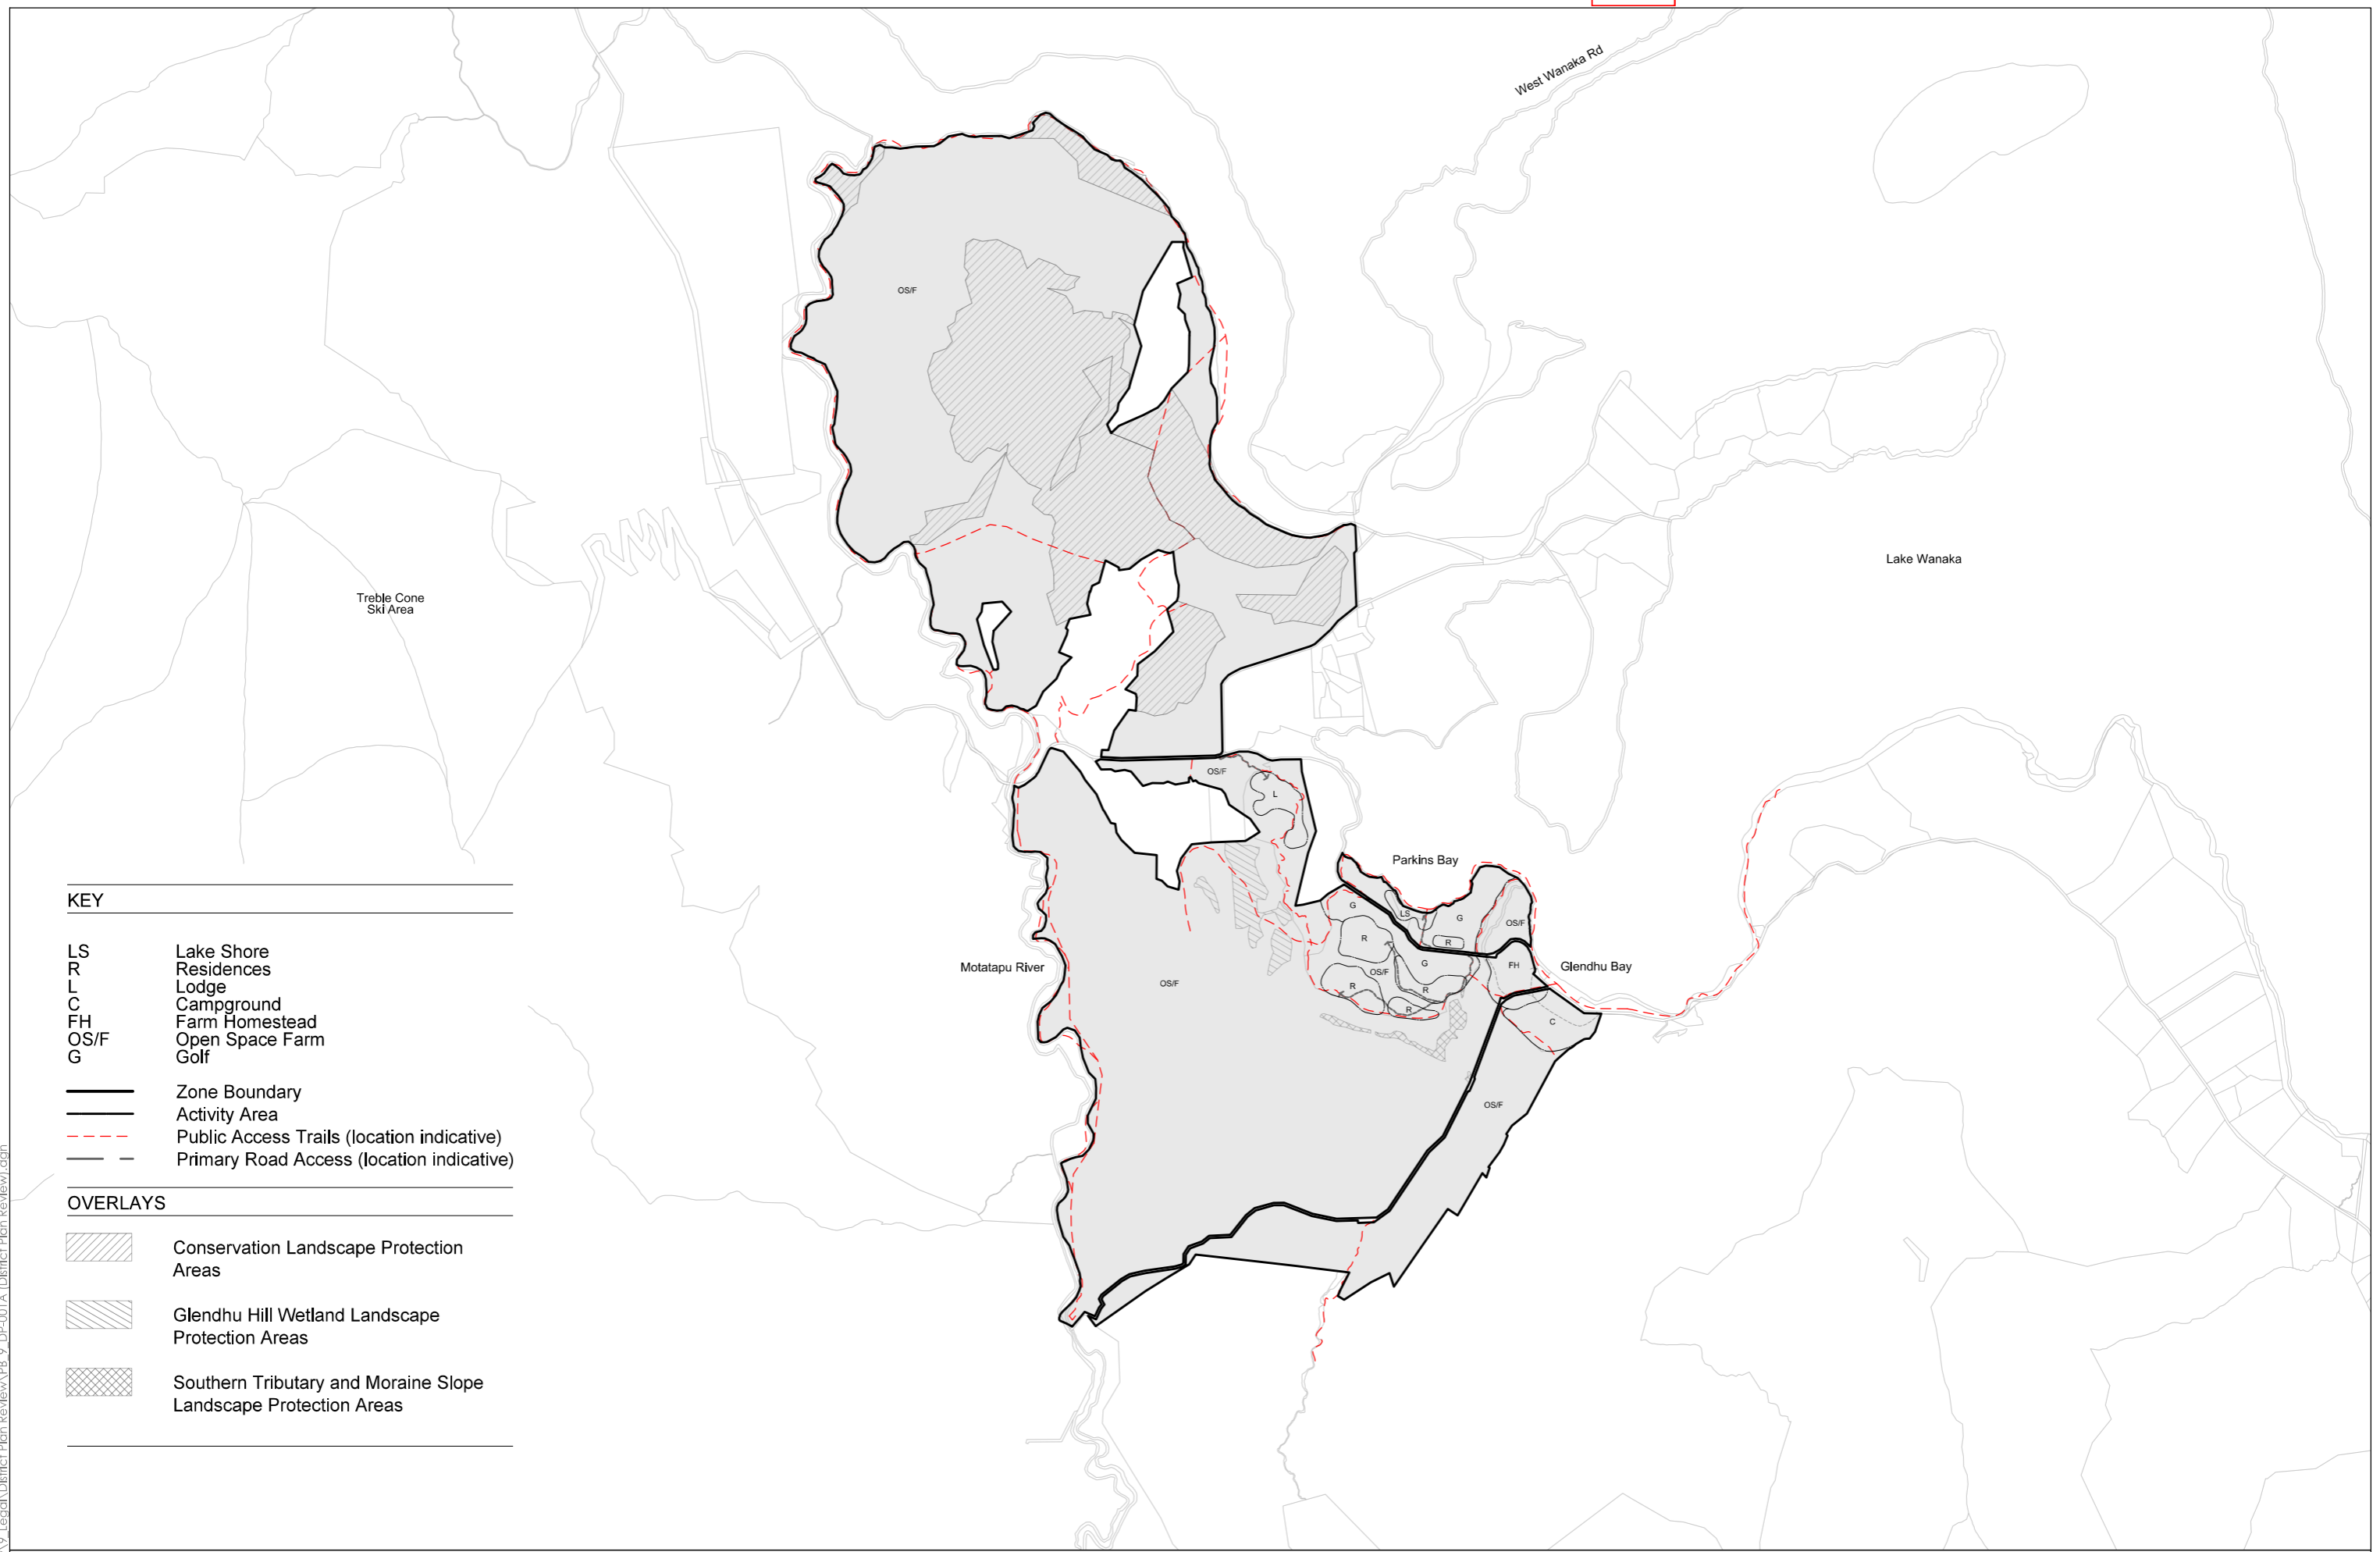 West Wanaka Rd
OS/F
Lake Wanaka
Treble Cone
Ski Area
OS/F
L
Parkins Bay
G
LS
G
OS/F
R
R
Motatapu River
G
FH
Glendhu Bay
OS/F
OS/F
R
R
R
C
OS/F
KEY
LS Lake Shore
R Residences
L Lodge
C Campground
FH Farm Homestead
OS/F Open Space Farm
G Golf
Zone Boundary
Activity Area
Public Access Trails (location indicative)
Primary Road Access (location indicative)
OVERLAYS
Conservation Landscape Protection
Areas
Glendhu Hill Wetland Landscape
Protection Areas
Southern Tributary and Moraine Slope
Landscape Protection Areas